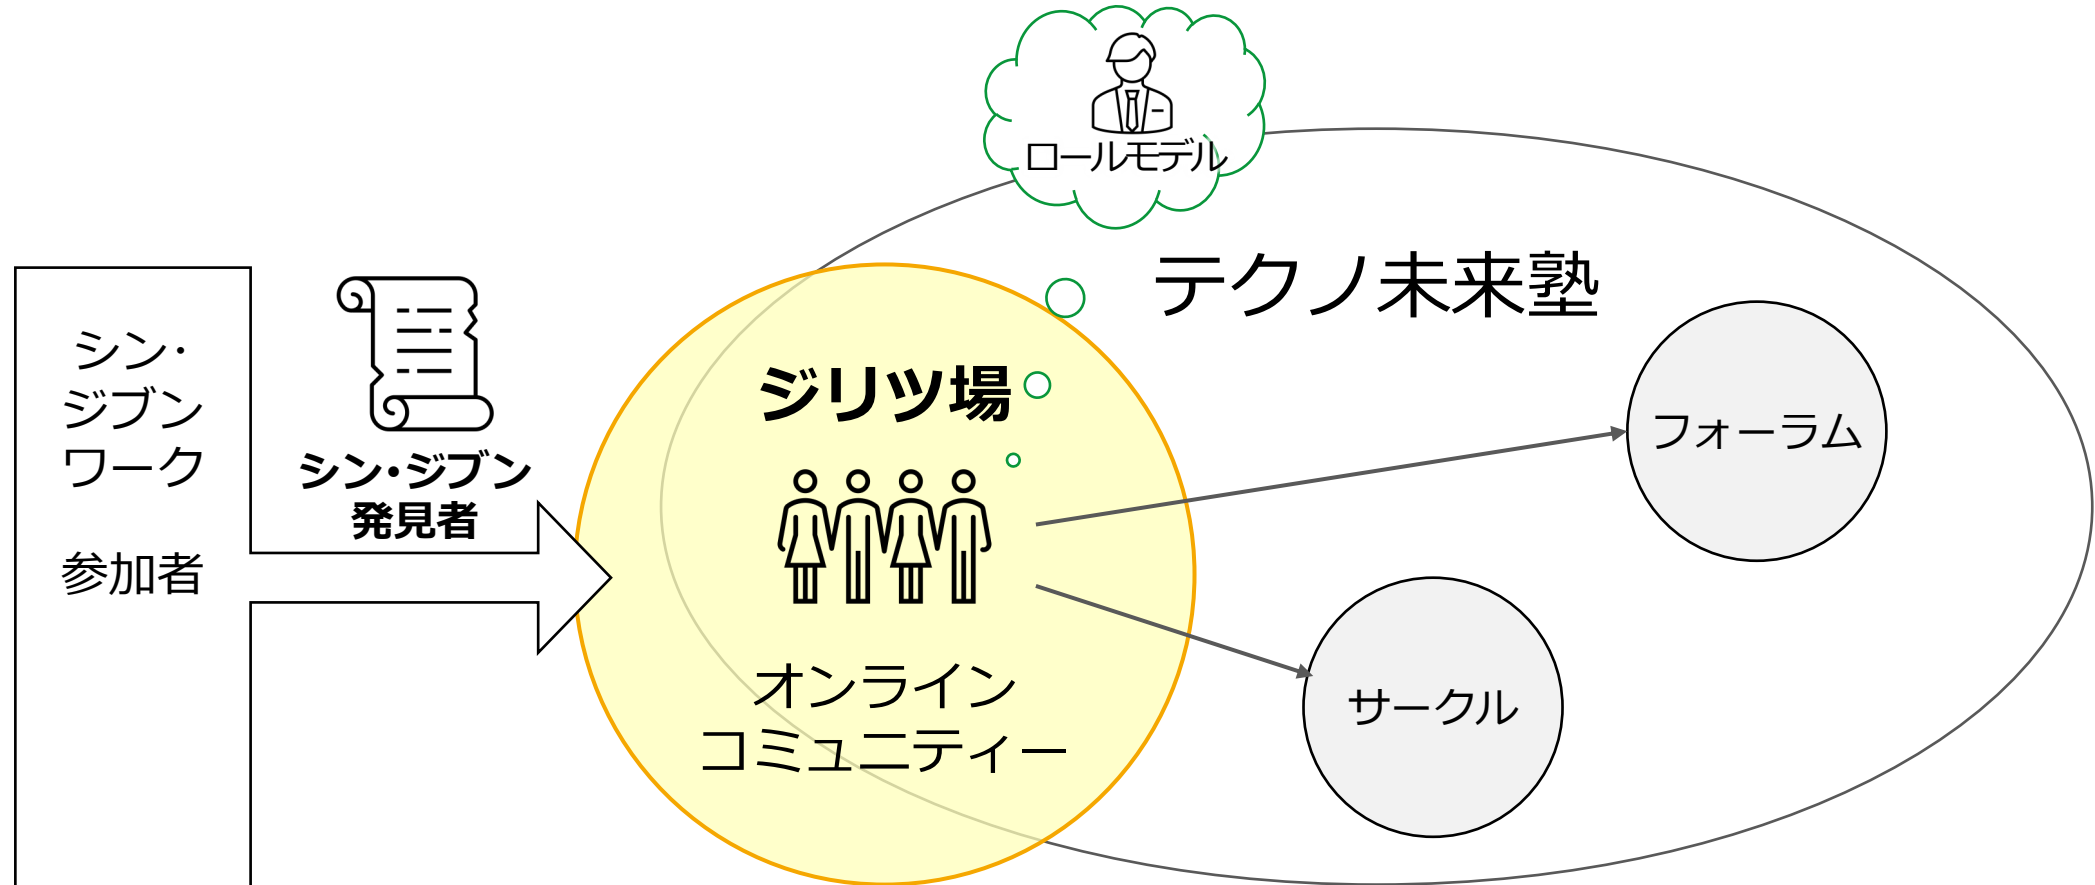 シン・
ジブン
ワーク
参加者
シン・ジブン
発見者
ロールモデル
テクノ未来塾
ジリツ場
オンライン
コミュニティー
フォーラム
サークル